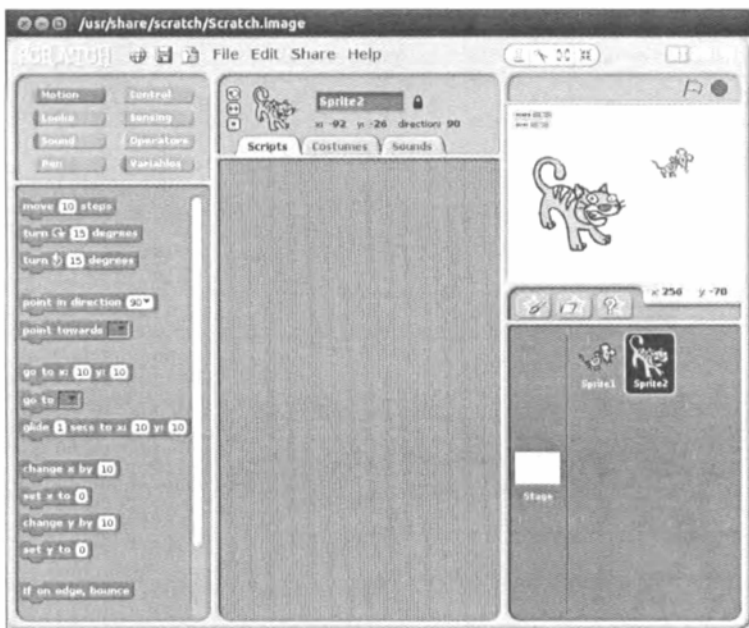 /usr/share/scratch/Scratch.image
SCRATCH File Edit Share Help
Motion Control
Looks Sensing
Sound Operators
Pen Variables
move 10 steps
turn 15 degrees
turn 15 degrees
point in direction 90
point towards
go to x: 10 y: 10
go to
glide 1 secs to x: 10 y: 10
change x by 10
set x to 0
change y by 10
set y to 0
if on edge, bounce
Sprite2
x: -92 y: -26 direction: 90
Scripts Costumes Sounds
x: 256 y: -70
Sprite1 Sprite2
Stage